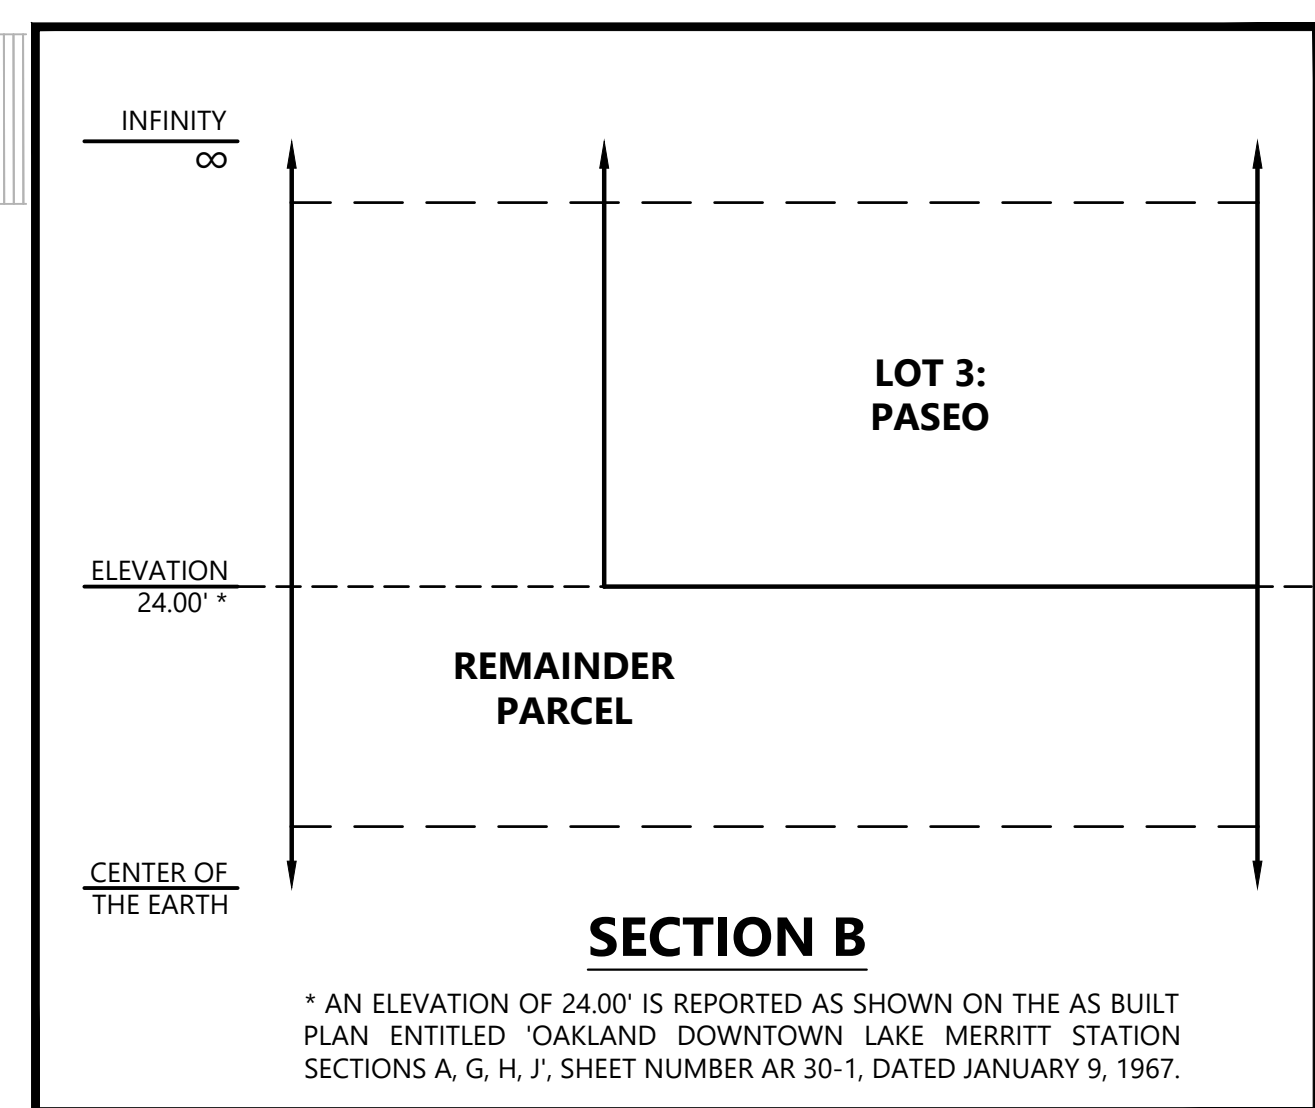 INFINITY
∞
LOT 3:
PASEO
ELEVATION
24.00' *
REMAINDER
PARCEL
CENTER OF
THE EARTH
SECTION B
* AN ELEVATION OF 24.00' IS REPORTED AS SHOWN ON THE AS BUILT
PLAN ENTITLED 'OAKLAND DOWNTOWN LAKE MERRITT STATION
SECTIONS A, G, H, J', SHEET NUMBER AR 30-1, DATED JANUARY 9, 1967.